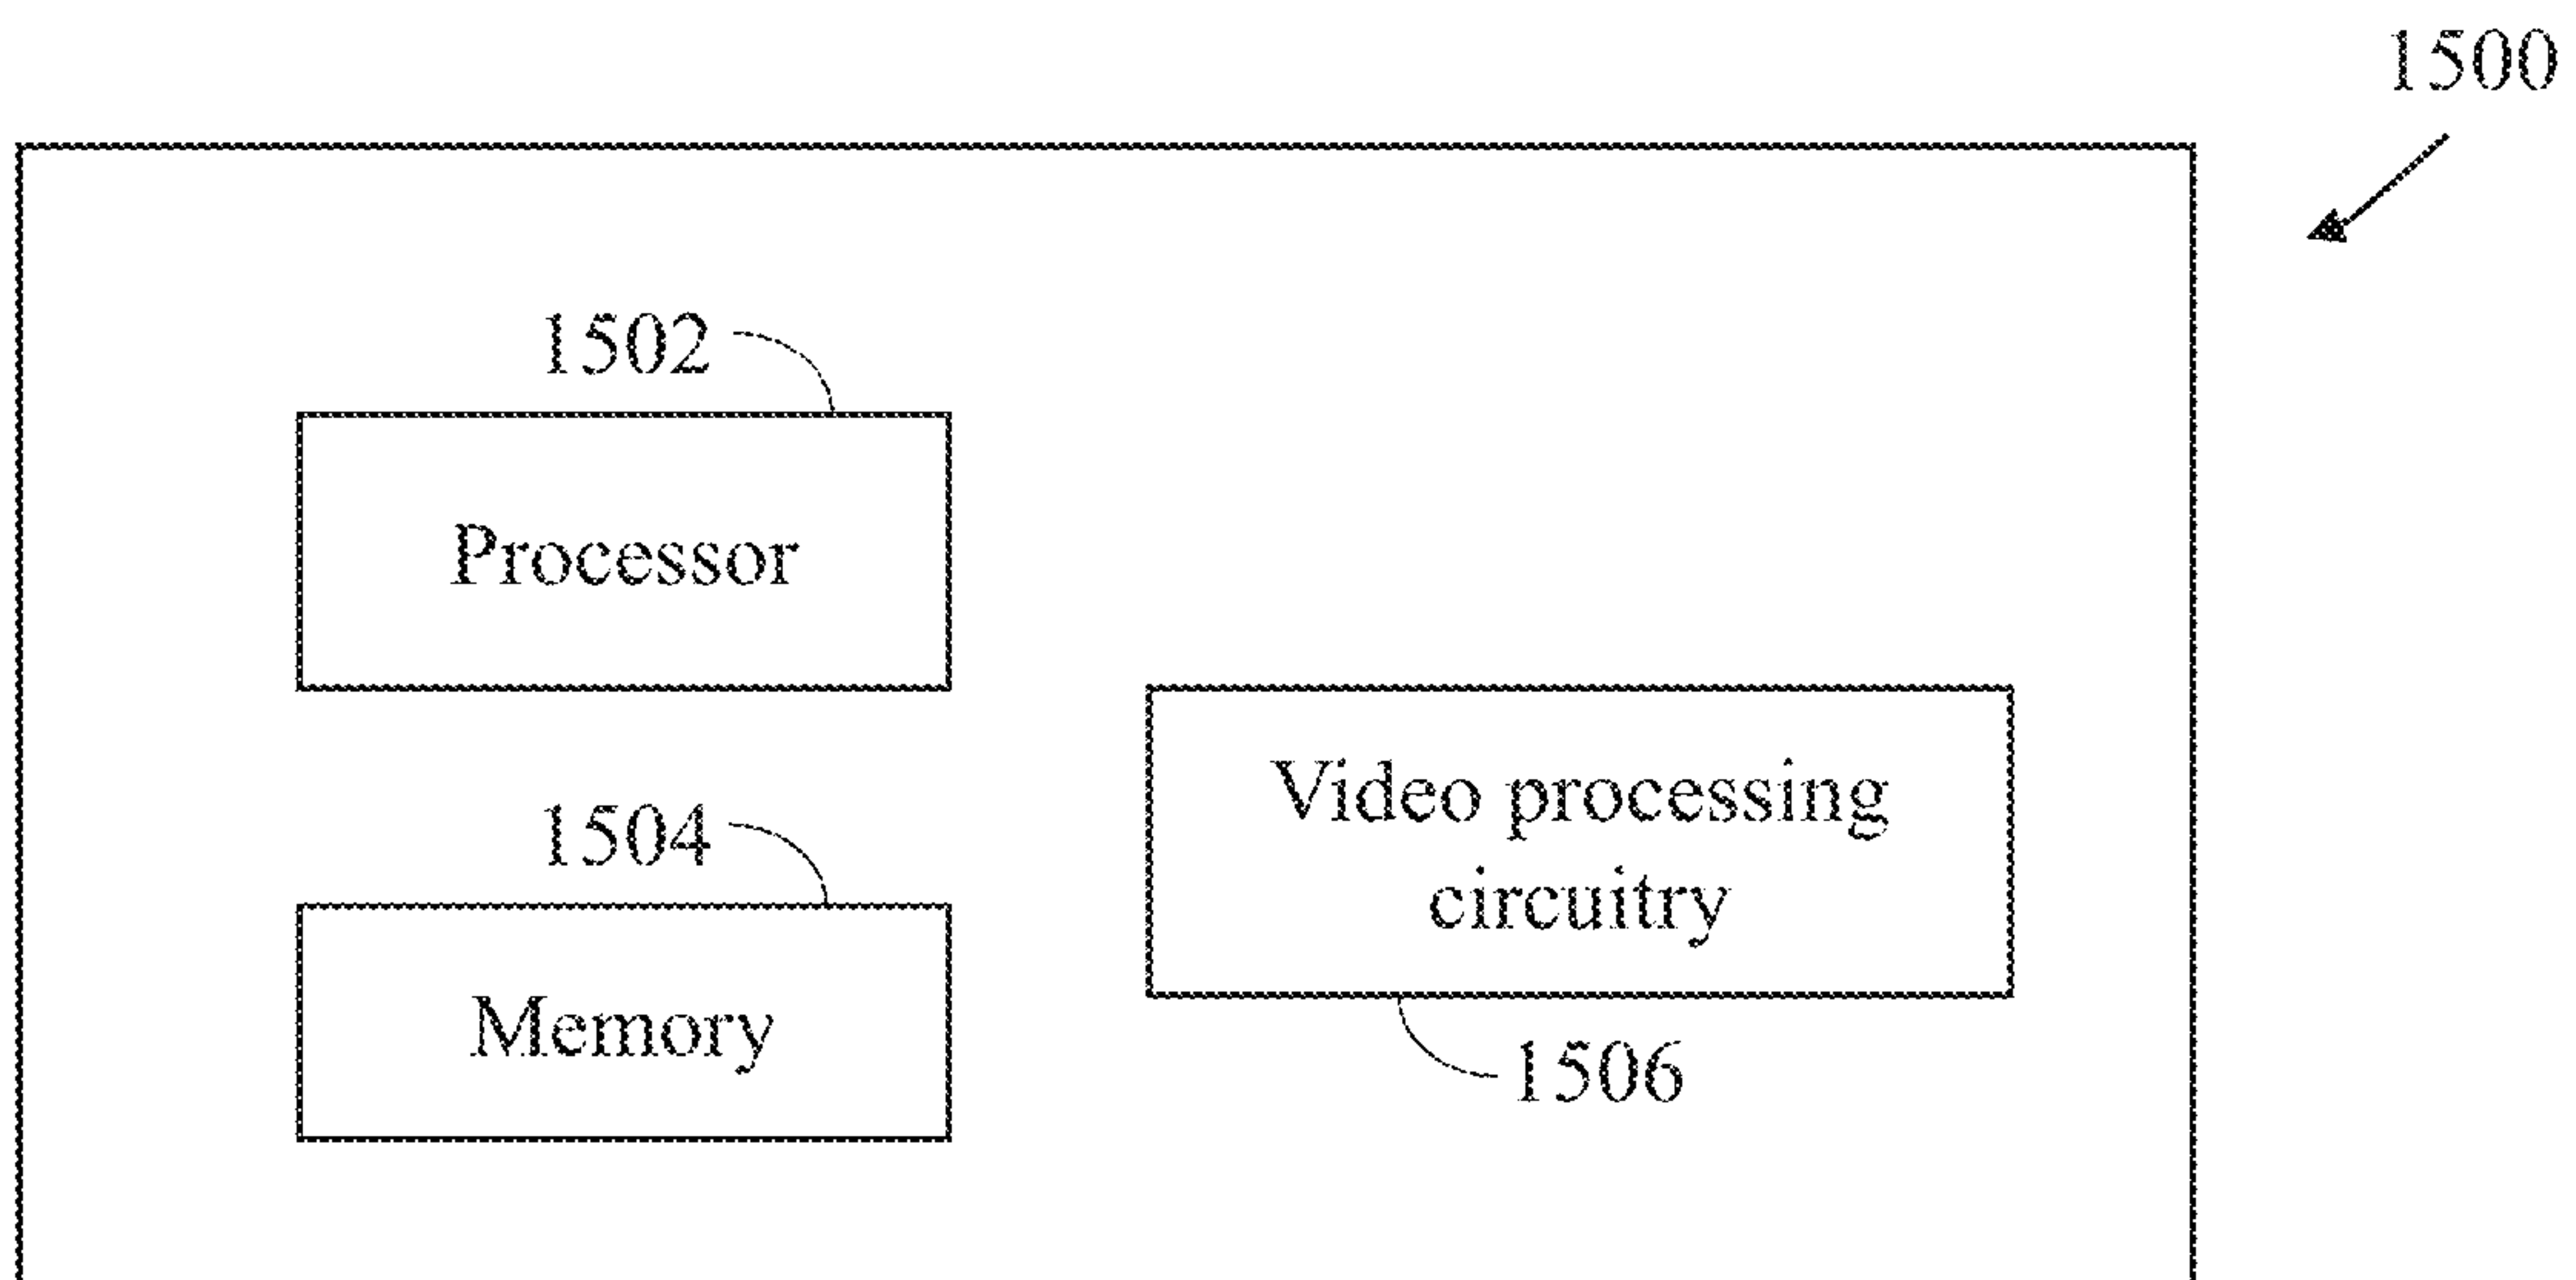 1500
1502
Processor
1504
Memory
Video processing
circuitry
1506